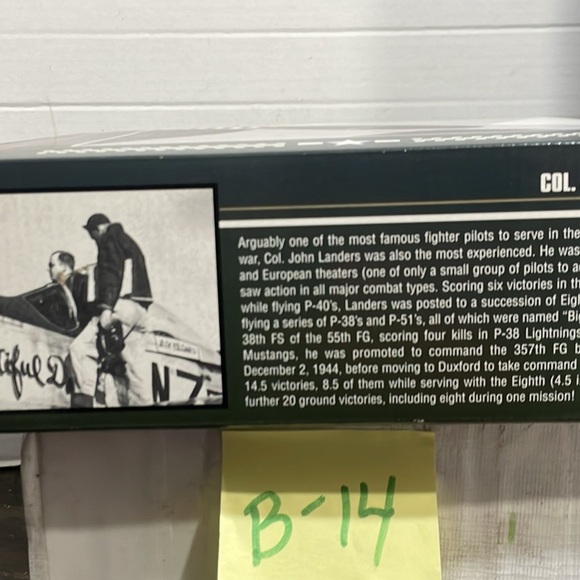 COL.
Arguably one of the most famous fighter pilots to serve in the
war, Col. John Landers was also the most experienced. He was
and European theaters (one of only a small group of pilots to a
saw action in all major combat types. Scoring six victories in th
while flying P-40's, Landers was posted to a succession of Eigh
flying a series of P-38's and P-51's, all of which were named "Big
38th FS of the 55th FG, scoring four kills in P-38 Lightnings
Mustangs, he was promoted to command the 357th FG b
December 2, 1944, before moving to Duxford to take command
14.5 victories, 8.5 of them while serving with the Eighth (4.5 i
further 20 ground victories, including eight during one mission!
tiful D
N7
B-14